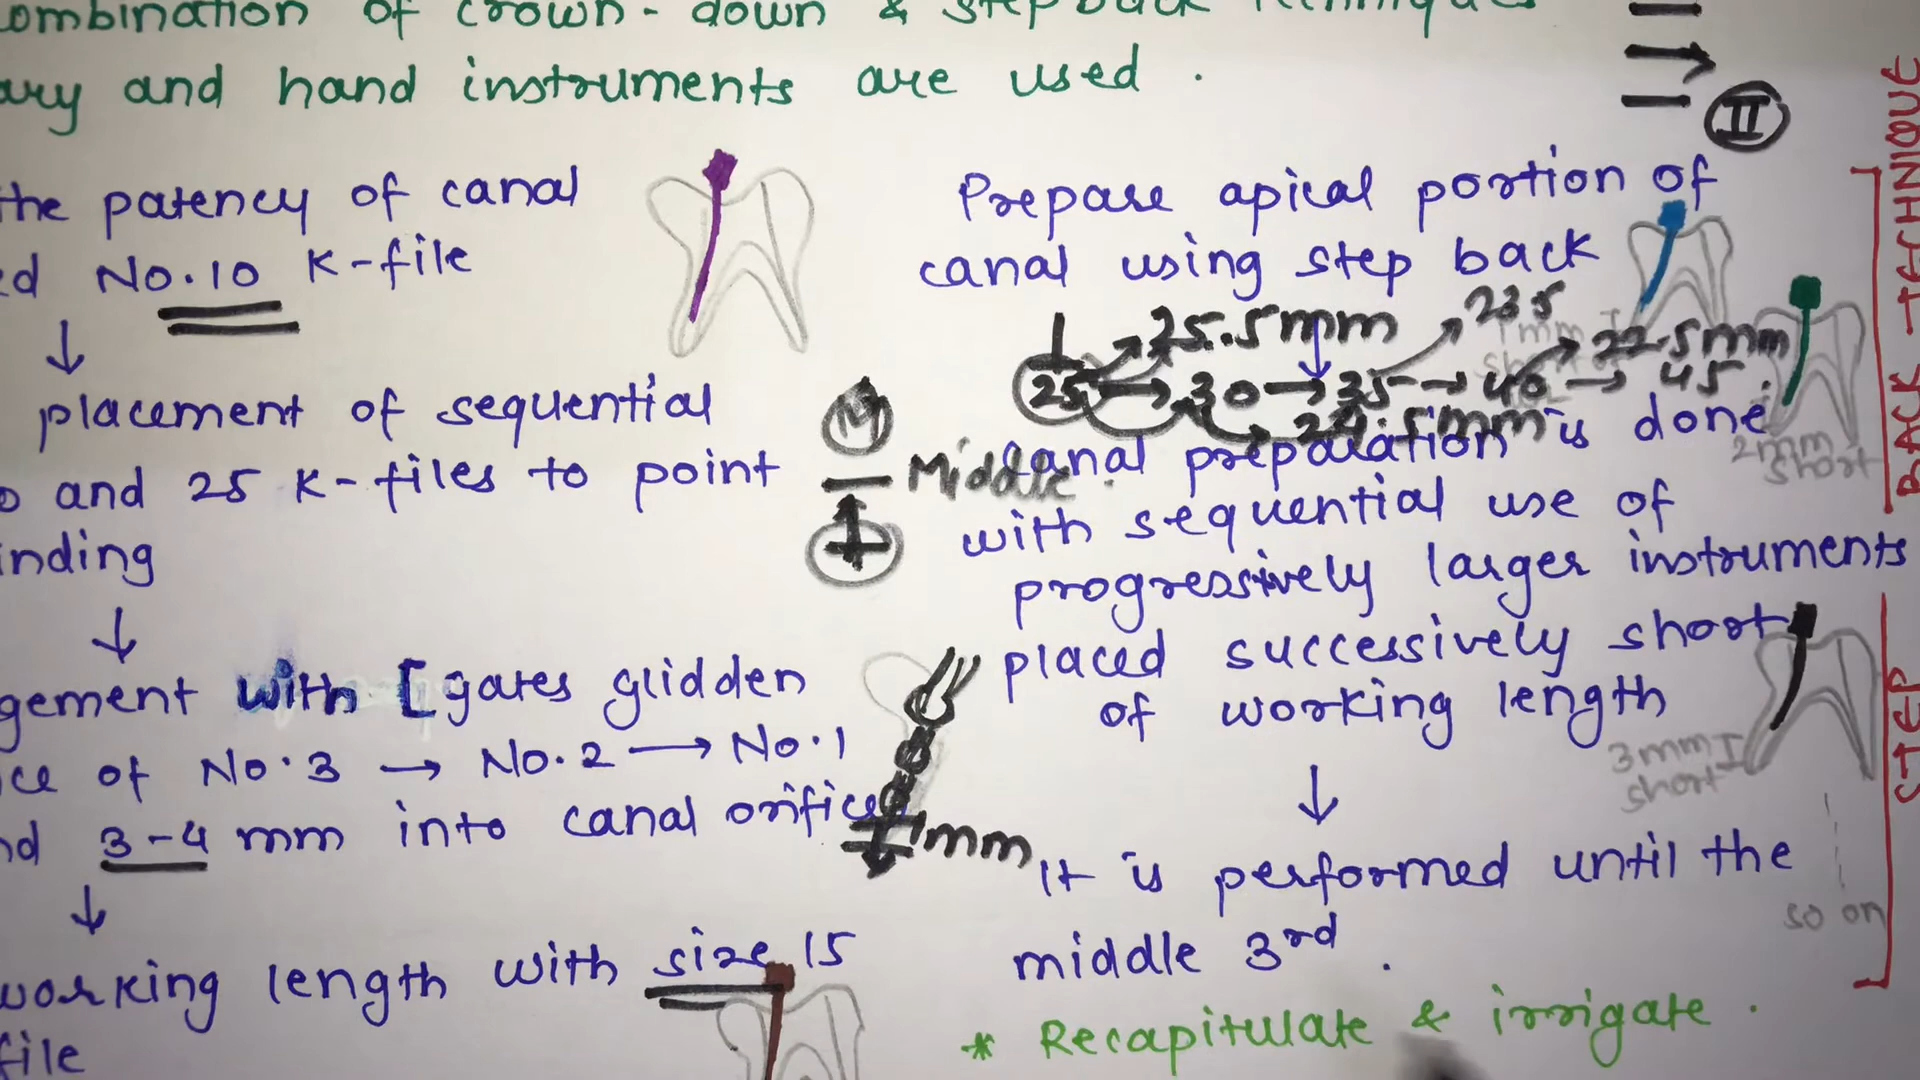 ombination of crown-down & step back techniques
ary and hand instruments are used .
II
the patency of canal
ed No.10 K-file
placement of sequential
and 25 K-files to point
inding
gement with [gates glidden
ce of No.3 → No.2 → No.1
nd 3-4 mm into canal orifice
1mm
working length with size 15
file
Prepare apical portion of
canal using step back
25.5mm 235 22.5mm
25 → 30 → 35 → 40 → 45
24.5mm
M
Middle
canal preparation is done
with sequential use of
progressively larger instruments
placed successively short
of working length
It is performed until the
middle 3rd .
* Recapitulate & irrigate .
1mm
2mm
short
3mm
short
so on
STEP BACK -TECHNIQUE